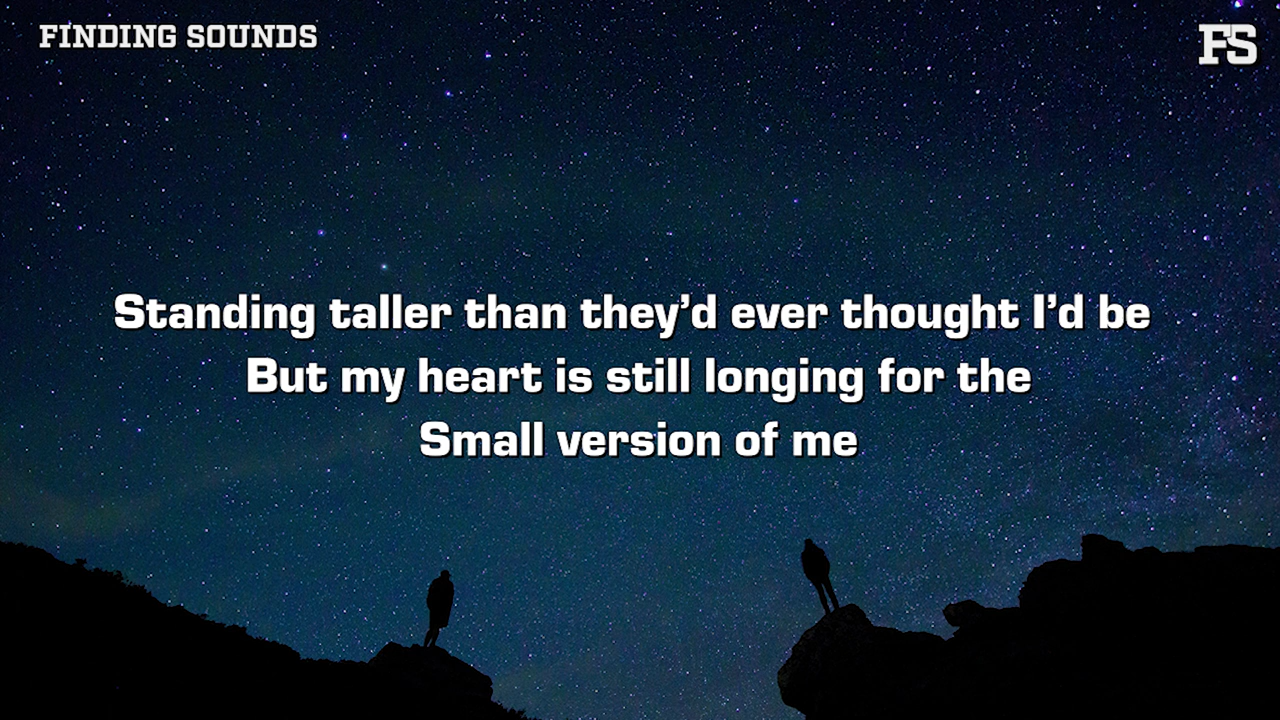 FINDING SOUNDS
FS
Standing taller than they’d ever thought I’d be
But my heart is still longing for the
Small version of me